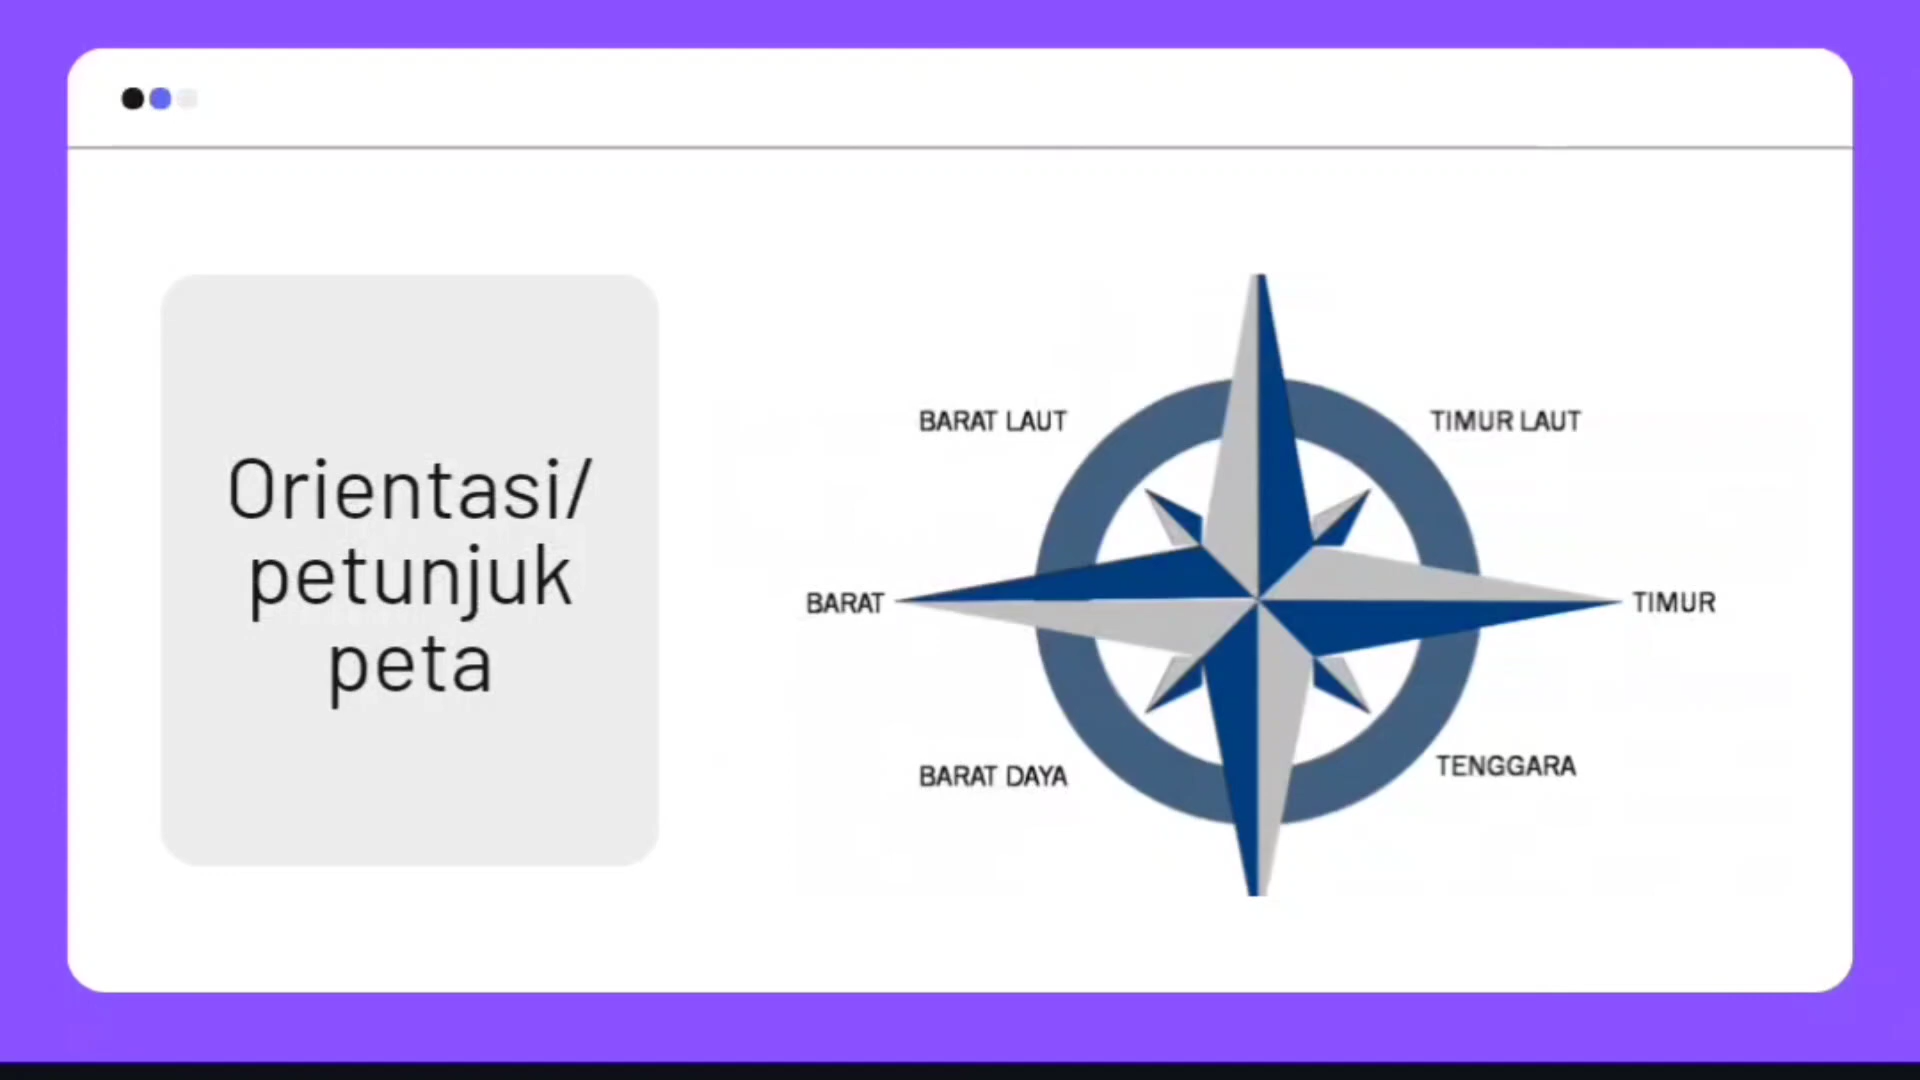 Orientasi/
petunjuk
peta
BARAT LAUT
TIMUR LAUT
BARAT
TIMUR
BARAT DAYA
TENGGARA